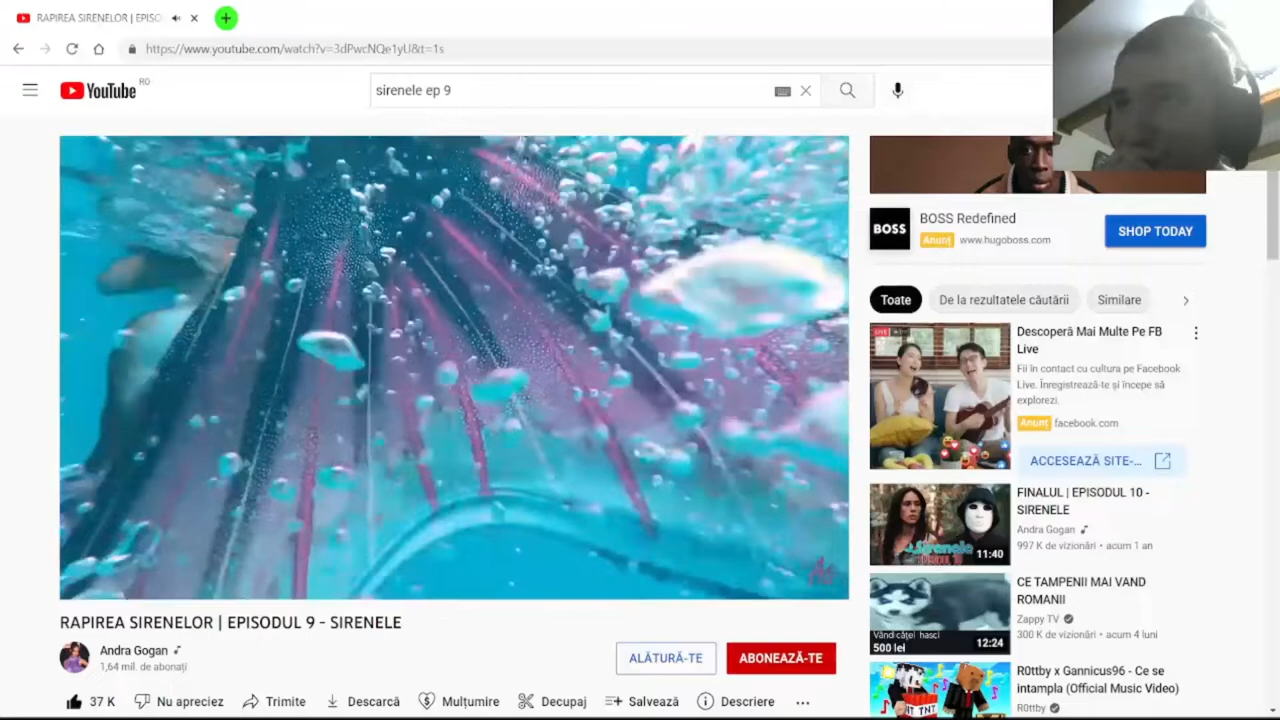 RAPIREA SIRENELOR | EPISO
https://www.youtube.com/watch?v=3dPwcNQe1yU&t=1s
YouTube RO
sirenele ep 9
BOSS
BOSS Redefined
Anunț www.hugoboss.com
SHOP TODAY
Toate
De la rezultatele căutării
Similare
LIVE
Descoperă Mai Multe Pe FB
Live
Fii în contact cu cultura pe Facebook
Live. Înregistrează-te și începe să
explorezi.
Anunț facebook.com
ACCESEAZĂ SITE-...
Sirenele
11:40
FINALUL | EPISODUL 10 -
SIRENELE
Andra Gogan
997 K de vizionări • acum 1 an
Vând căței hasci
500 lei
12:24
CE TAMPENII MAI VAND
ROMANII
Zappy TV
300 K de vizionări • acum 4 luni
TNT
R0ttby x Gannicus96 - Ce se
intampla (Official Music Video)
R0ttby
RAPIREA SIRENELOR | EPISODUL 9 - SIRENELE
Andra Gogan
1,64 mil. de abonați
ALĂTURĂ-TE
ABONEAZĂ-TE
37 K
Nu apreciez
Trimite
Descarcă
Mulțumire
Decupaj
Salvează
Descriere